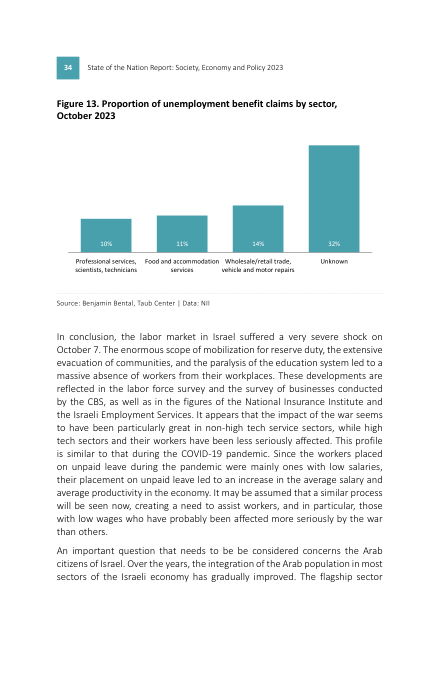 34 State of the Nation Report: Society, Economy and Policy 2023
Figure 13. Proportion of unemployment benefit claims by sector,
October 2023
10% 11% 14% 32%
Professional services, Food and accommodation Wholesale/retail trade, Unknown
scientists, technicians services vehicle and motor repairs
Source: Benjamin Bental, Taub Center | Data: NII
In conclusion, the labor market in Israel suffered a very severe shock on
October 7. The enormous scope of mobilization for reserve duty, the extensive
evacuation of communities, and the paralysis of the education system led to a
massive absence of workers from their workplaces. These developments are
reflected in the labor force survey and the survey of businesses conducted
by the CBS, as well as in the figures of the National Insurance Institute and
the Israeli Employment Services. It appears that the impact of the war seems
to have been particularly great in non-high tech service sectors, while high
tech sectors and their workers have been less seriously affected. This profile
is similar to that during the COVID-19 pandemic. Since the workers placed
on unpaid leave during the pandemic were mainly ones with low salaries,
their placement on unpaid leave led to an increase in the average salary and
average productivity in the economy. It may be assumed that a similar process
will be seen now, creating a need to assist workers, and in particular, those
with low wages who have probably been affected more seriously by the war
than others.
An important question that needs to be be considered concerns the Arab
citizens of Israel. Over the years, the integration of the Arab population in most
sectors of the Israeli economy has gradually improved. The flagship sector